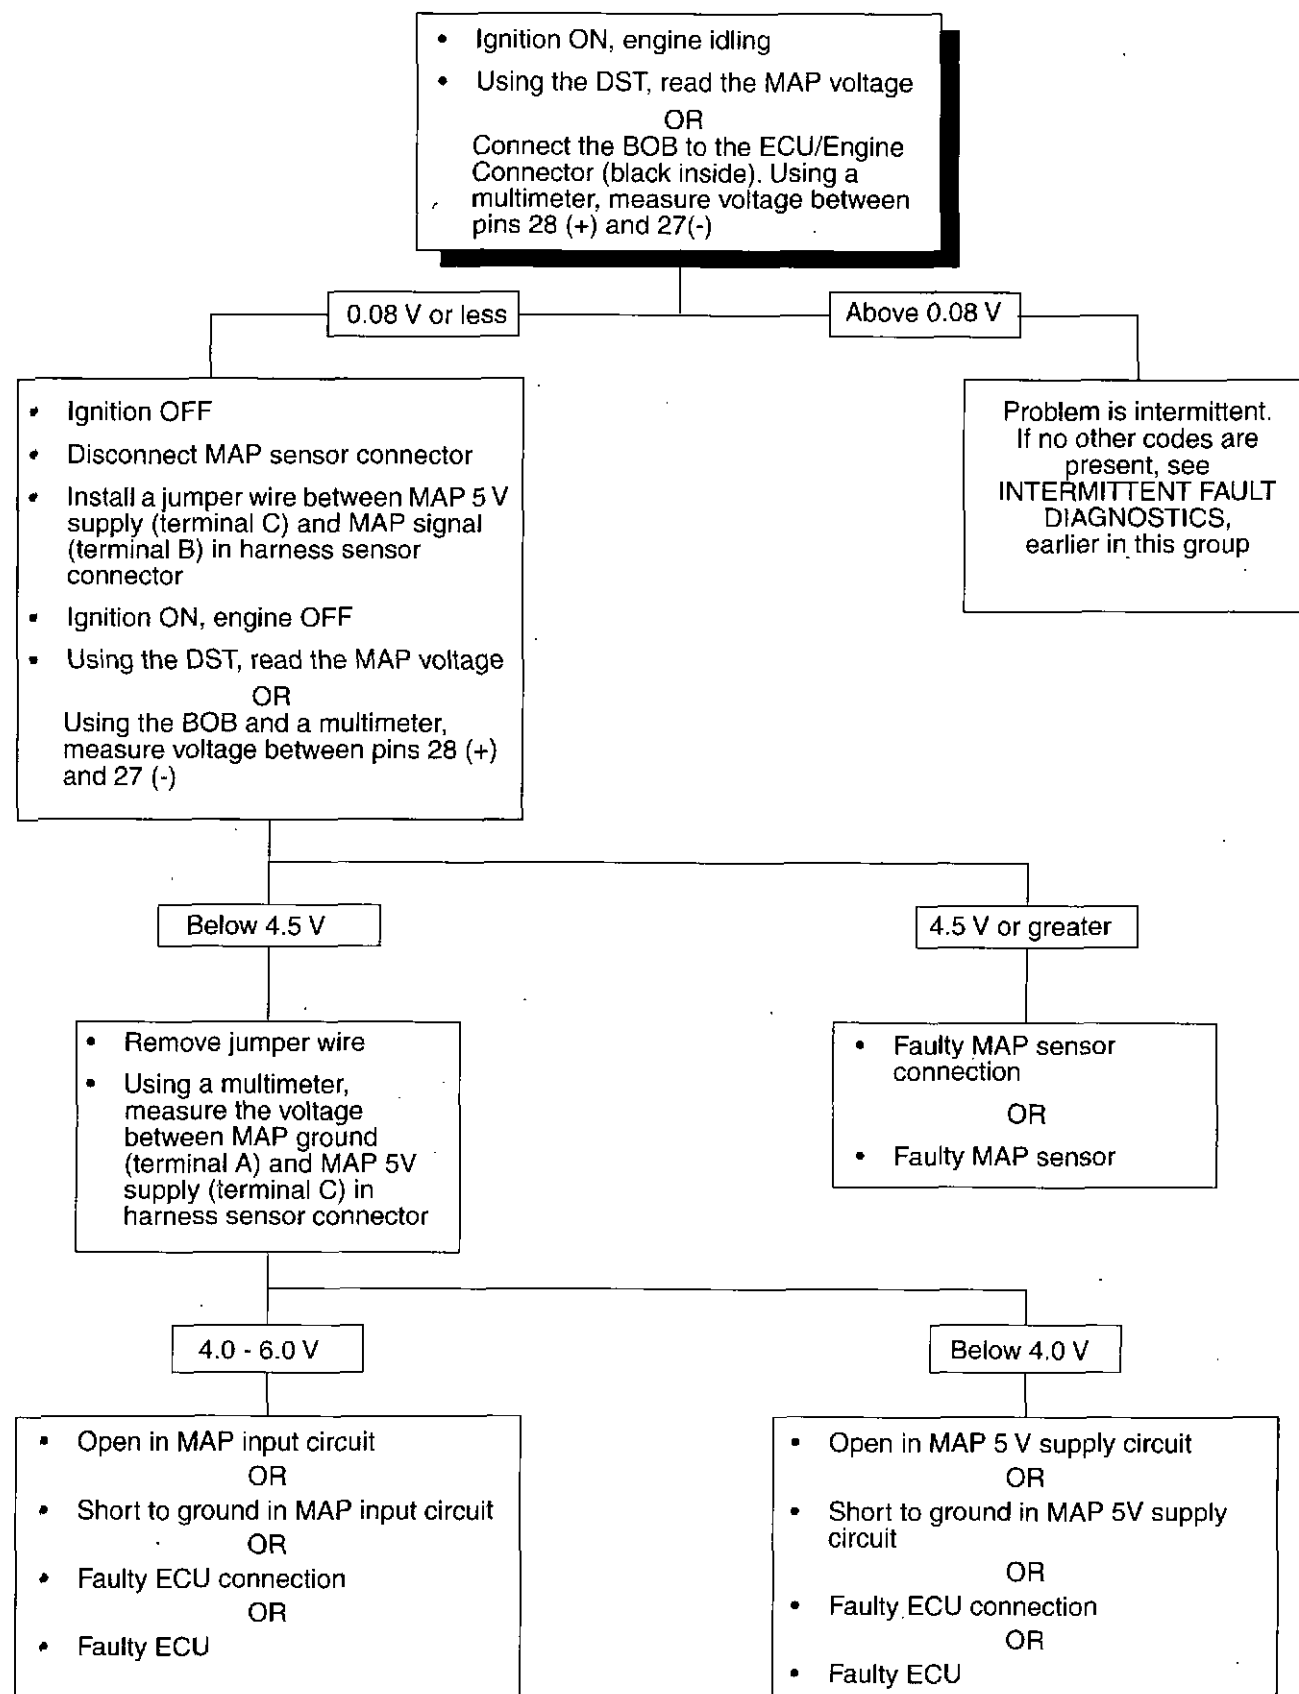 • Ignition ON, engine idling
• Using the DST, read the MAP voltage
OR
Connect the BOB to the ECU/Engine
Connector (black inside). Using a
multimeter, measure voltage between
pins 28 (+) and 27(-)
0.08 V or less
Above 0.08 V
• Ignition OFF
• Disconnect MAP sensor connector
• Install a jumper wire between MAP 5 V
supply (terminal C) and MAP signal
(terminal B) in harness sensor
connector
• Ignition ON, engine OFF
• Using the DST, read the MAP voltage
OR
Using the BOB and a multimeter,
measure voltage between pins 28 (+)
and 27 (-)
Problem is intermittent.
If no other codes are
present, see
INTERMITTENT FAULT
DIAGNOSTICS,
earlier in this group
Below 4.5 V
4.5 V or greater
• Remove jumper wire
• Using a multimeter,
measure the voltage
between MAP ground
(terminal A) and MAP 5V
supply (terminal C) in
harness sensor connector
• Faulty MAP sensor
connection
OR
• Faulty MAP sensor
4.0 - 6.0 V
Below 4.0 V
• Open in MAP input circuit
OR
• Short to ground in MAP input circuit
OR
• Faulty ECU connection
OR
• Faulty ECU
• Open in MAP 5 V supply circuit
OR
• Short to ground in MAP 5V supply
circuit
OR
• Faulty ECU connection
OR
• Faulty ECU